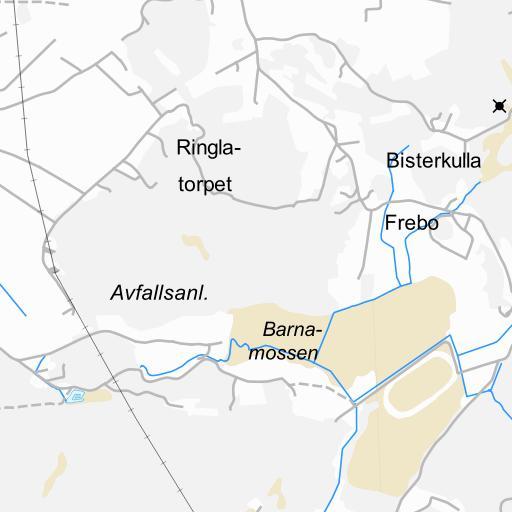 Ringla-
torpet
Bisterkulla
Frebo
Avfallsanl.
Barna-
mossen